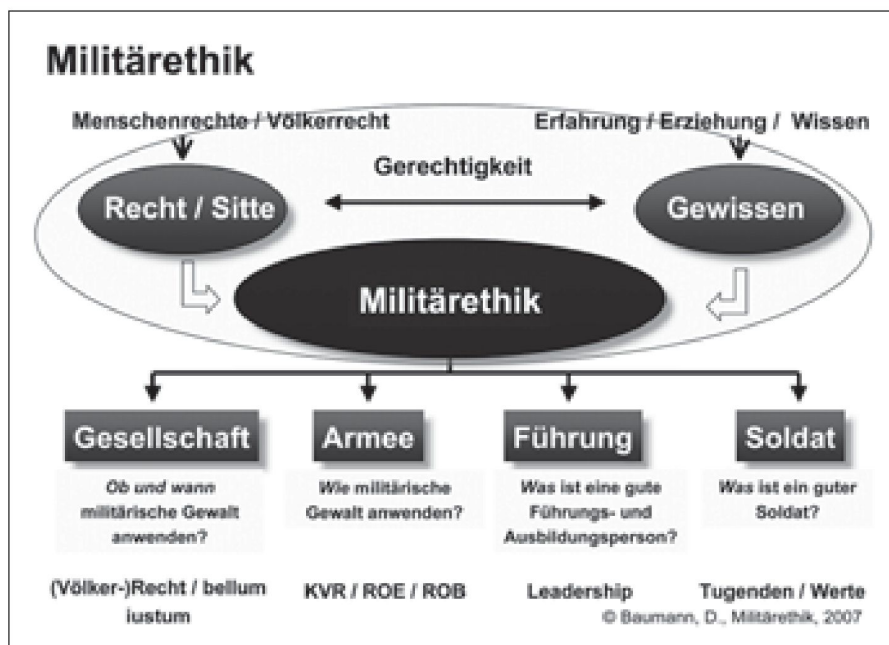 Militärethik
Menschenrechte / Völkerrecht
Erfahrung / Erziehung / Wissen
Gerechtigkeit
Recht / Sitte
Gewissen
Militärethik
Gesellschaft
Armee
Führung
Soldat
Ob und wann
militärische Gewalt
anwenden?
Wie militärische
Gewalt anwenden?
Was ist eine gute
Führungs- und
Ausbildungsperson?
Was ist ein guter
Soldat?
(Völker-)Recht / bellum
iustum
KVR / ROE / ROB
Leadership
Tugenden / Werte
© Baumann, D., Militärethik, 2007